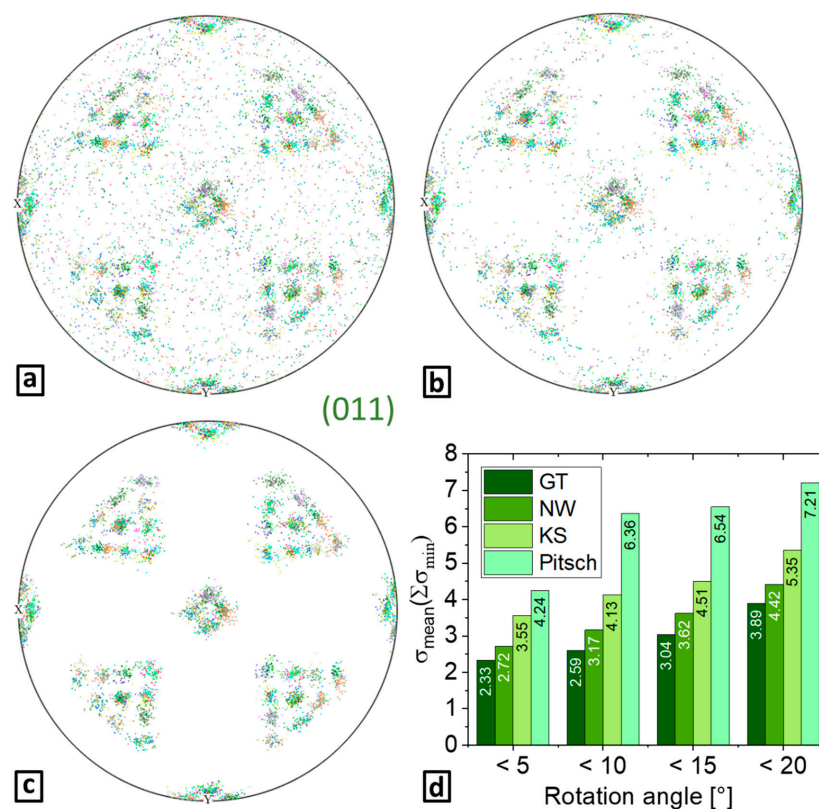 X
Y
a
X
Y
b
(011)
X
Y
c
8
7
6
5
4
3
2
1
0
σmean(Σσmin)
GT
NW
KS
Pitsch
2.33
2.72
3.55
4.24
2.59
3.17
4.13
6.36
3.04
3.62
4.51
6.54
3.89
4.42
5.35
7.21
< 5
< 10
< 15
< 20
Rotation angle [°]
d